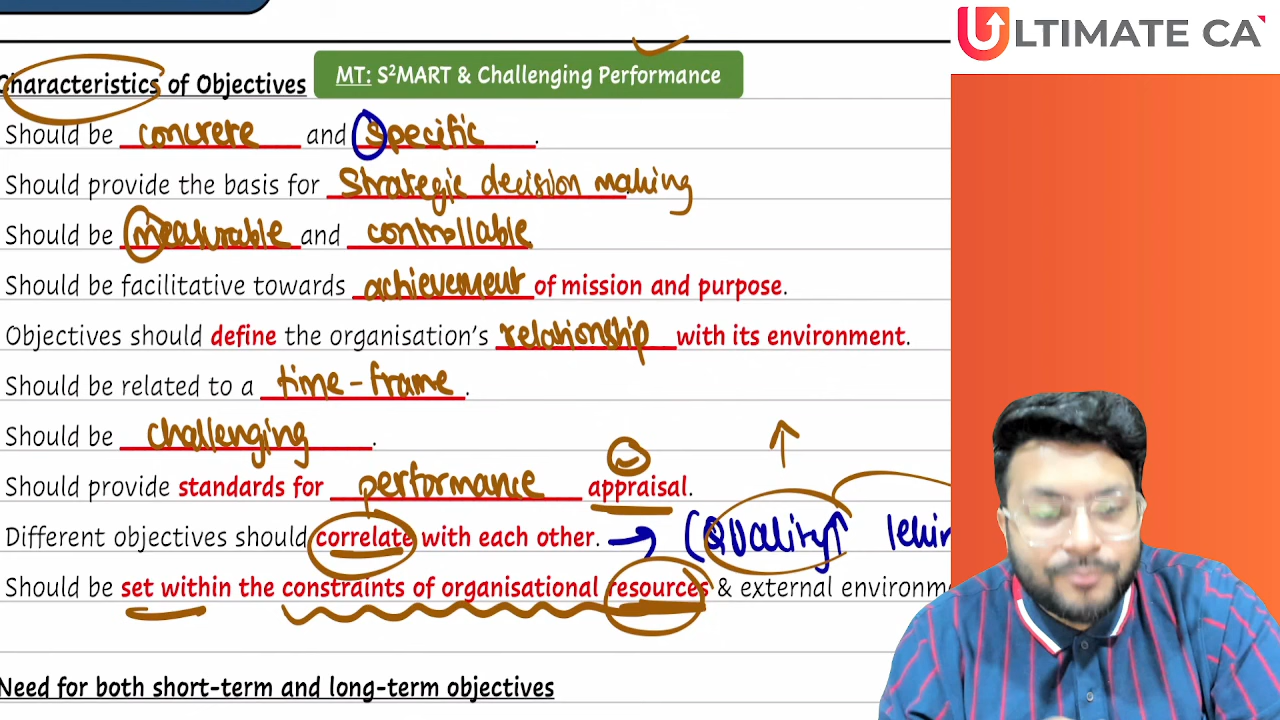 ULTIMATE CA
Characteristics of Objectives
MT: S²MART & Challenging Performance
Should be concrete and specific.
Should provide the basis for strategic decision making
Should be measurable and controllable
Should be facilitative towards achievement of mission and purpose.
Objectives should define the organisation's relationship with its environment.
Should be related to a time-frame.
Should be challenging.
Should provide standards for performance appraisal.
Different objectives should correlate with each other. → (Quality↑
Should be set within the constraints of organisational resources & external
Need for both short-term and long-term objectives